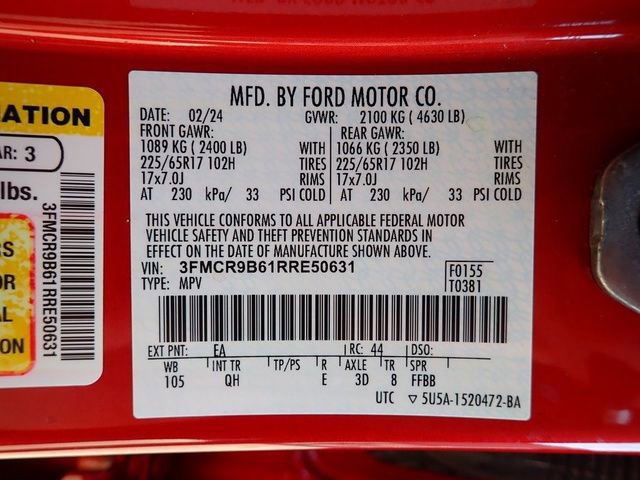 MATION
AR: 3
lbs.
RS
OR
AL
ION
3FMCR9B61RRE50631
MFD. BY FORD MOTOR CO.
DATE: 02/24 GVWR: 2100 KG ( 4630 LB)
FRONT GAWR: REAR GAWR:
1089 KG ( 2400 LB) WITH 1066 KG ( 2350 LB) WITH
225/65R17 102H TIRES 225/65R17 102H TIRES
17x7.0J RIMS 17x7.0J RIMS
AT 230 kPa/ 33 PSI COLD AT 230 kPa/ 33 PSI COLD
THIS VEHICLE CONFORMS TO ALL APPLICABLE FEDERAL MOTOR
VEHICLE SAFETY AND THEFT PREVENTION STANDARDS IN
EFFECT ON THE DATE OF MANUFACTURE SHOWN ABOVE.
VIN: 3FMCR9B61RRE50631 F0155
TYPE: MPV T0381
EXT PNT: EA RC: 44 DSO:
WB INT TR TP/PS R AXLE TR SPR
105 QH E 3D 8 FFBB
UTC ▽ 5U5A-1520472-BA